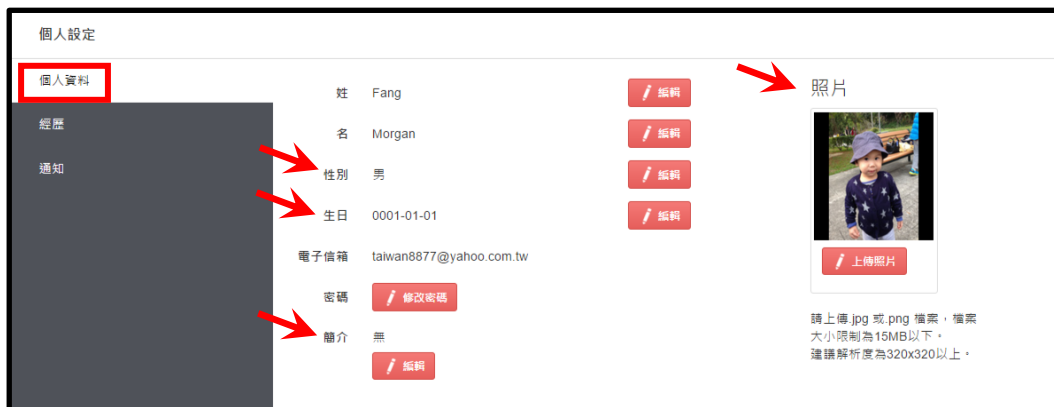 個人設定
個人資料
經歷
通知
姓 Fang 編輯
名 Morgan 編輯
性別 男 編輯
生日 0001-01-01 編輯
電子信箱 taiwan8877@yahoo.com.tw
密碼 修改密碼
簡介 無
編輯
照片
上傳照片
請上傳.jpg 或.png 檔案，檔案
大小限制為15MB以下。
建議解析度為320x320以上。